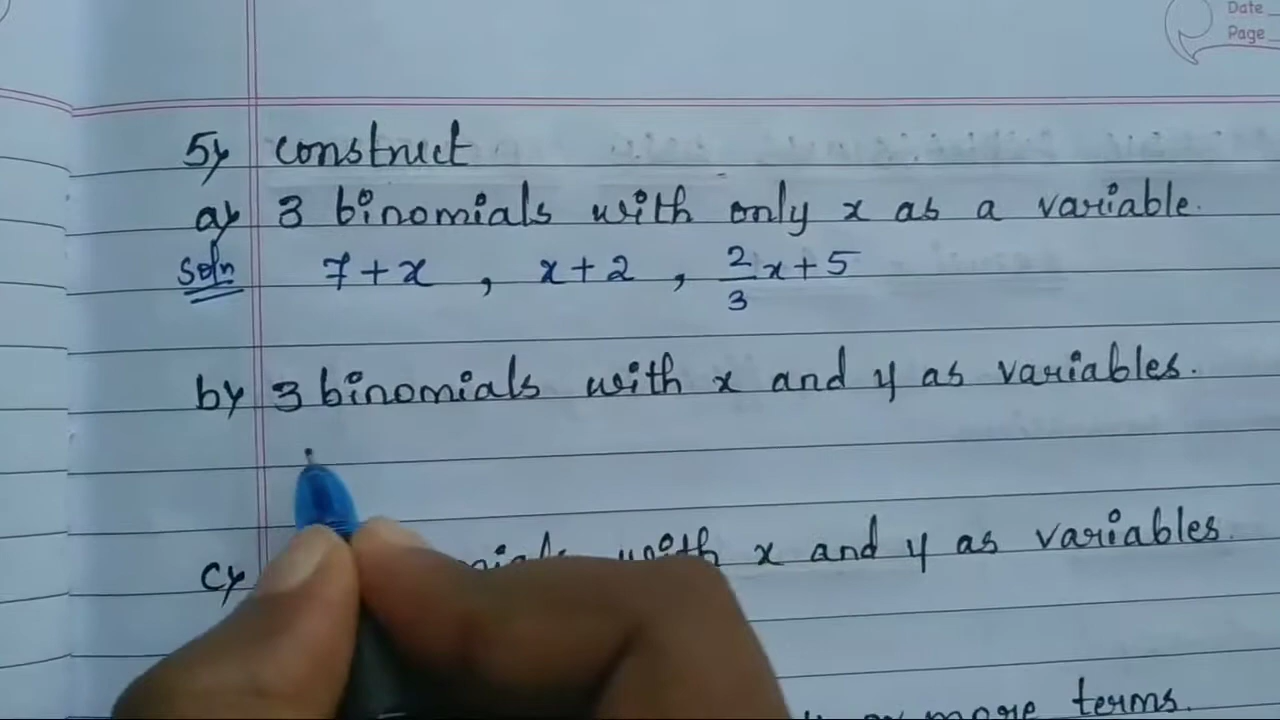 Date
Page
5) construct
a) 3 binomials with only x as a variable.
Soln 7 + x , x + 2 , 2/3 x + 5
b) 3 binomials with x and y as variables.
c) with x and y as variables.
more terms.